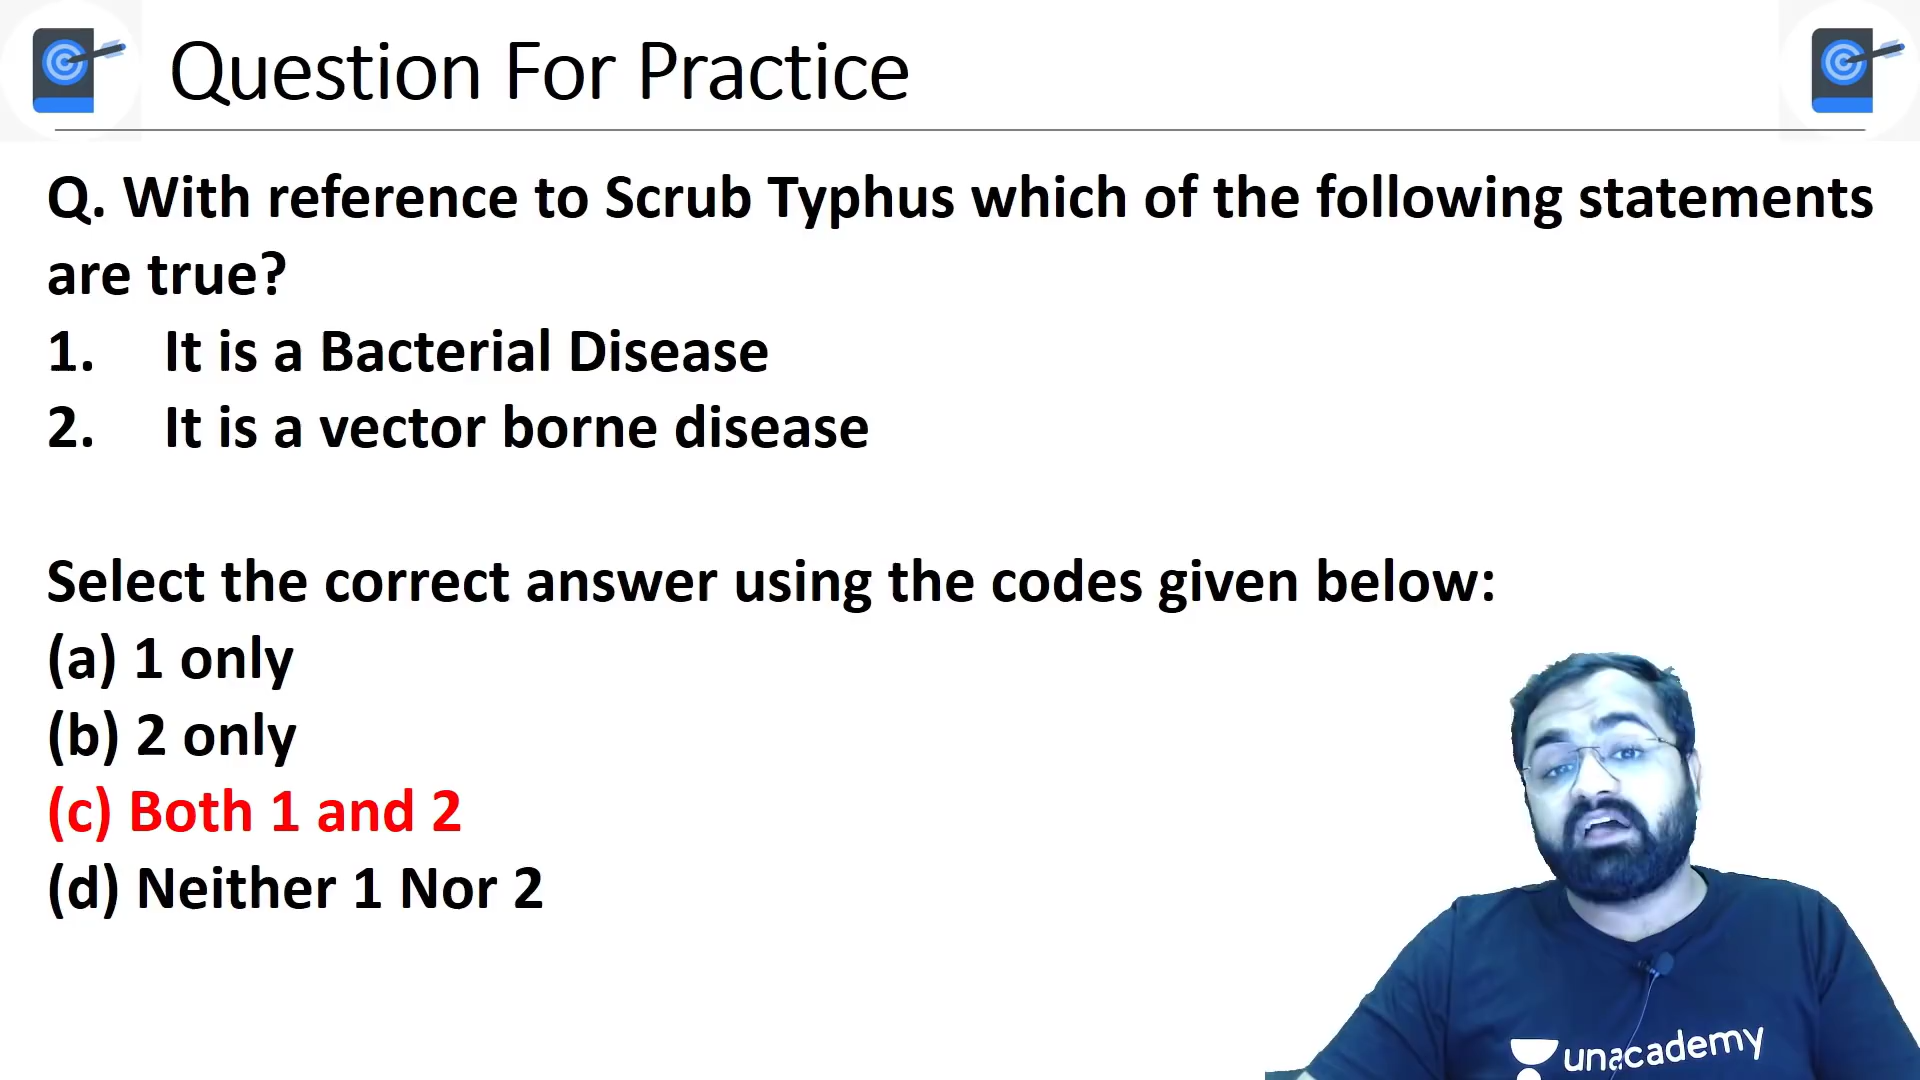 Question For Practice
Q. With reference to Scrub Typhus which of the following statements
are true?
1. It is a Bacterial Disease
2. It is a vector borne disease
Select the correct answer using the codes given below:
(a) 1 only
(b) 2 only
(c) Both 1 and 2
(d) Neither 1 Nor 2
unacademy